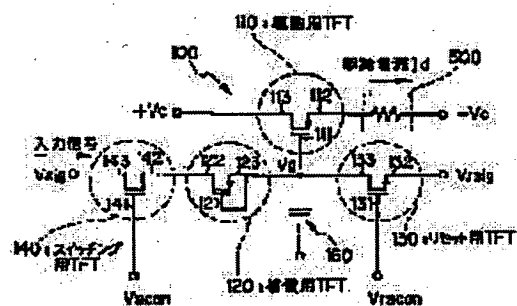 110：駆動用TFT
100
駆動電流Id
500
113
112
+Vc
-Vc
111
入力信号
Vsig
143
142
122
123
Vg
133
132
Vrsig
141
121
131
140：スイッチング
用TFT
160
130：リセット用TFT
120：補償用TFT
Vscan
Vrscan